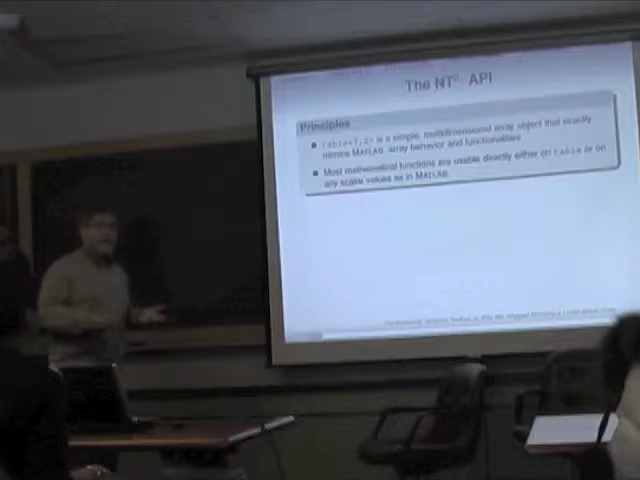 The NT² API
Principles
table<T,S> is a simple, multidimensional array object that exactly
mimics MATLAB array behavior and functionalities
Most mathematical functions are usable directly either on table or on
any scalar values as in MATLAB.